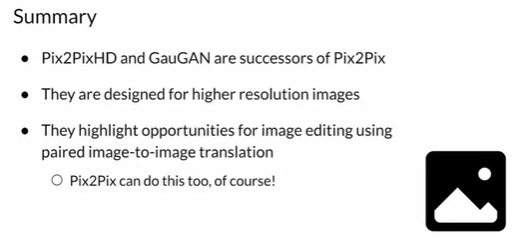 Summary
● Pix2PixHD and GauGAN are successors of Pix2Pix
● They are designed for higher resolution images
● They highlight opportunities for image editing using
paired image-to-image translation
○ Pix2Pix can do this too, of course!